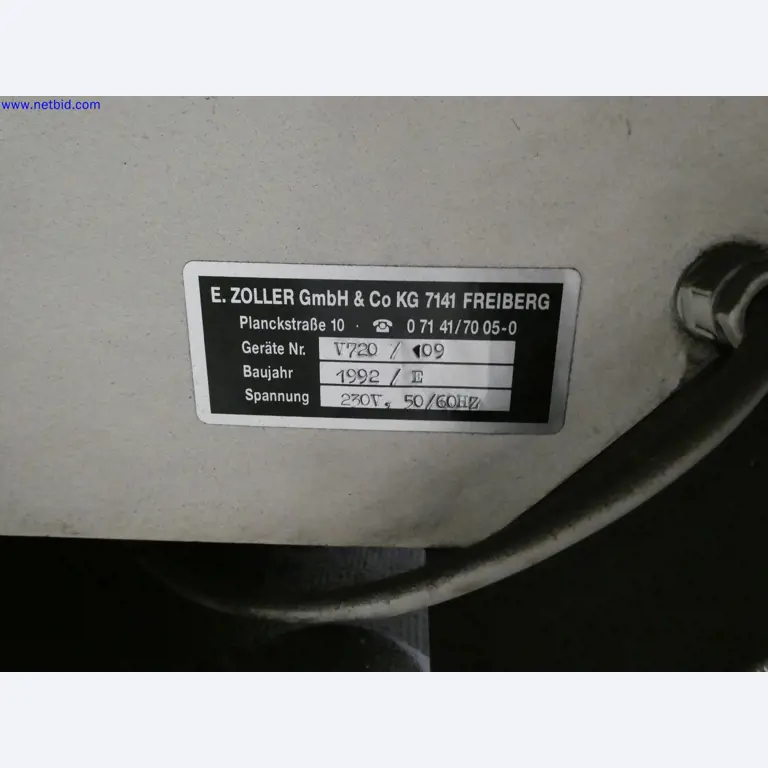 www.netbid.com
E. ZOLLER GmbH & Co KG 7141 FREIBERG
Planckstraße 10 · ☎ 0 71 41/70 05-0
Geräte Nr. V720 / 09
Baujahr 1992 / E
Spannung 230V, 50/60HZ